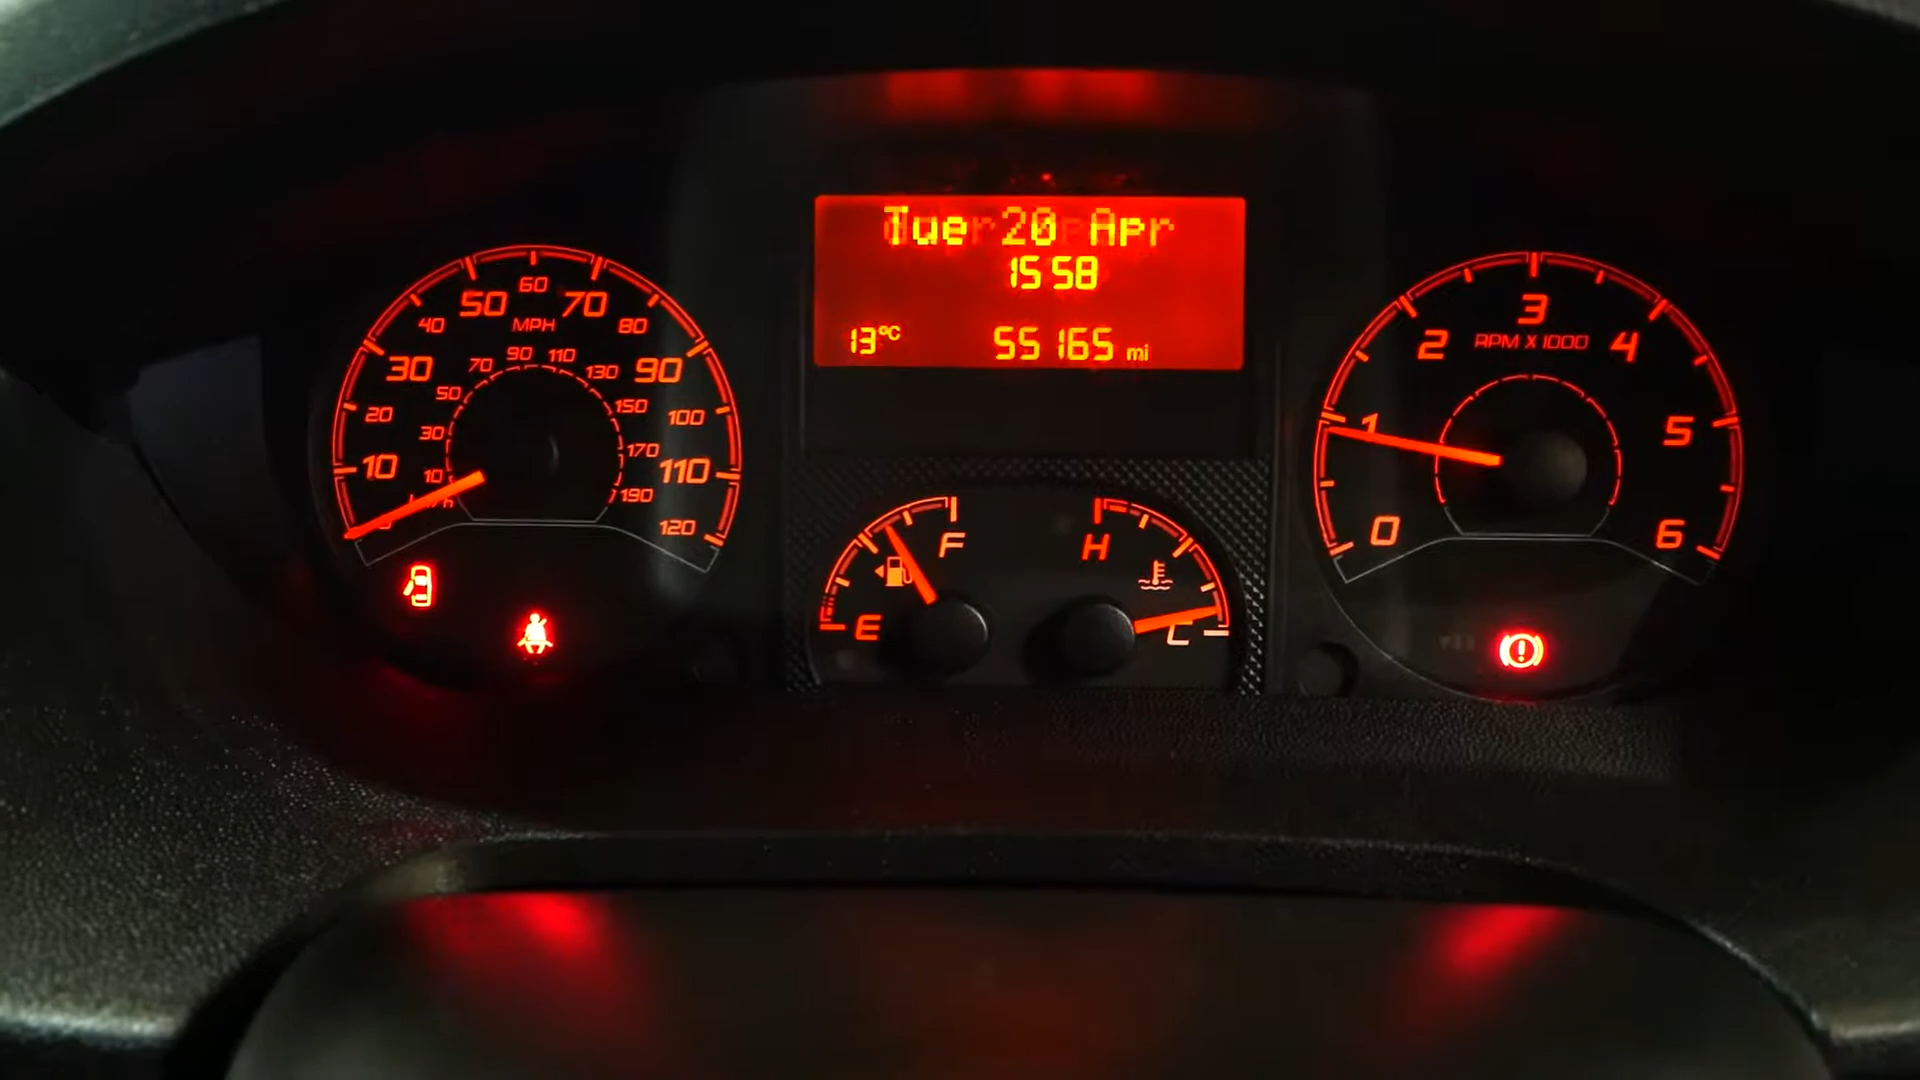 Tue 20 Apr
15 58
13°C 55165 mi
60
50 70
40 MPH 80
90 110
70 130
30 90
50 150
20 100
30 170
10 110
10 190
120
3
2 RPM X 1000 4
1 5
0 6
F H
E C